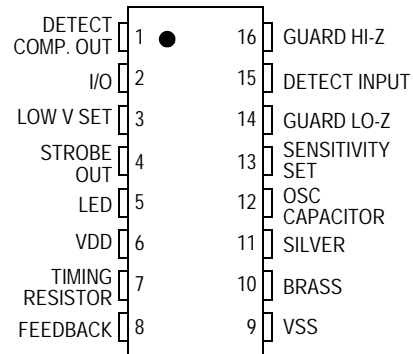 DETECT
COMP. OUT 1
I/O 2
LOW V SET 3
STROBE
OUT 4
LED 5
VDD 6
TIMING
RESISTOR 7
FEEDBACK 8
16 GUARD HI-Z
15 DETECT INPUT
14 GUARD LO-Z
13 SENSITIVITY
SET
12 OSC
CAPACITOR
11 SILVER
10 BRASS
9 VSS